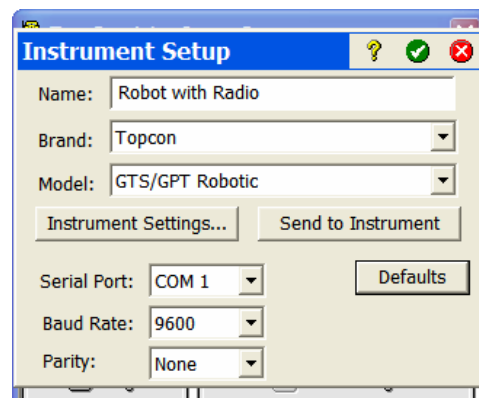 Instrument Setup
Name: Robot with Radio
Brand: Topcon
Model: GTS/GPT Robotic
Instrument Settings... Send to Instrument
Serial Port: COM 1 Defaults
Baud Rate: 9600
Parity: None